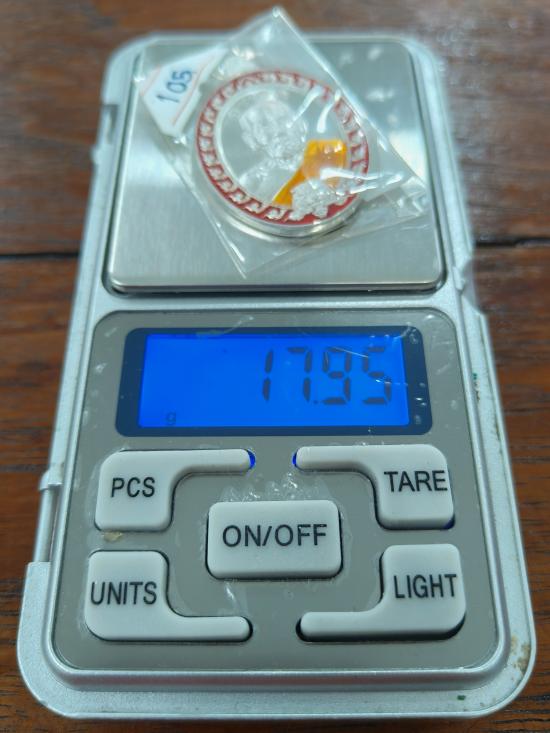 105
17.95
g
PCS
TARE
ON/OFF
UNITS
LIGHT